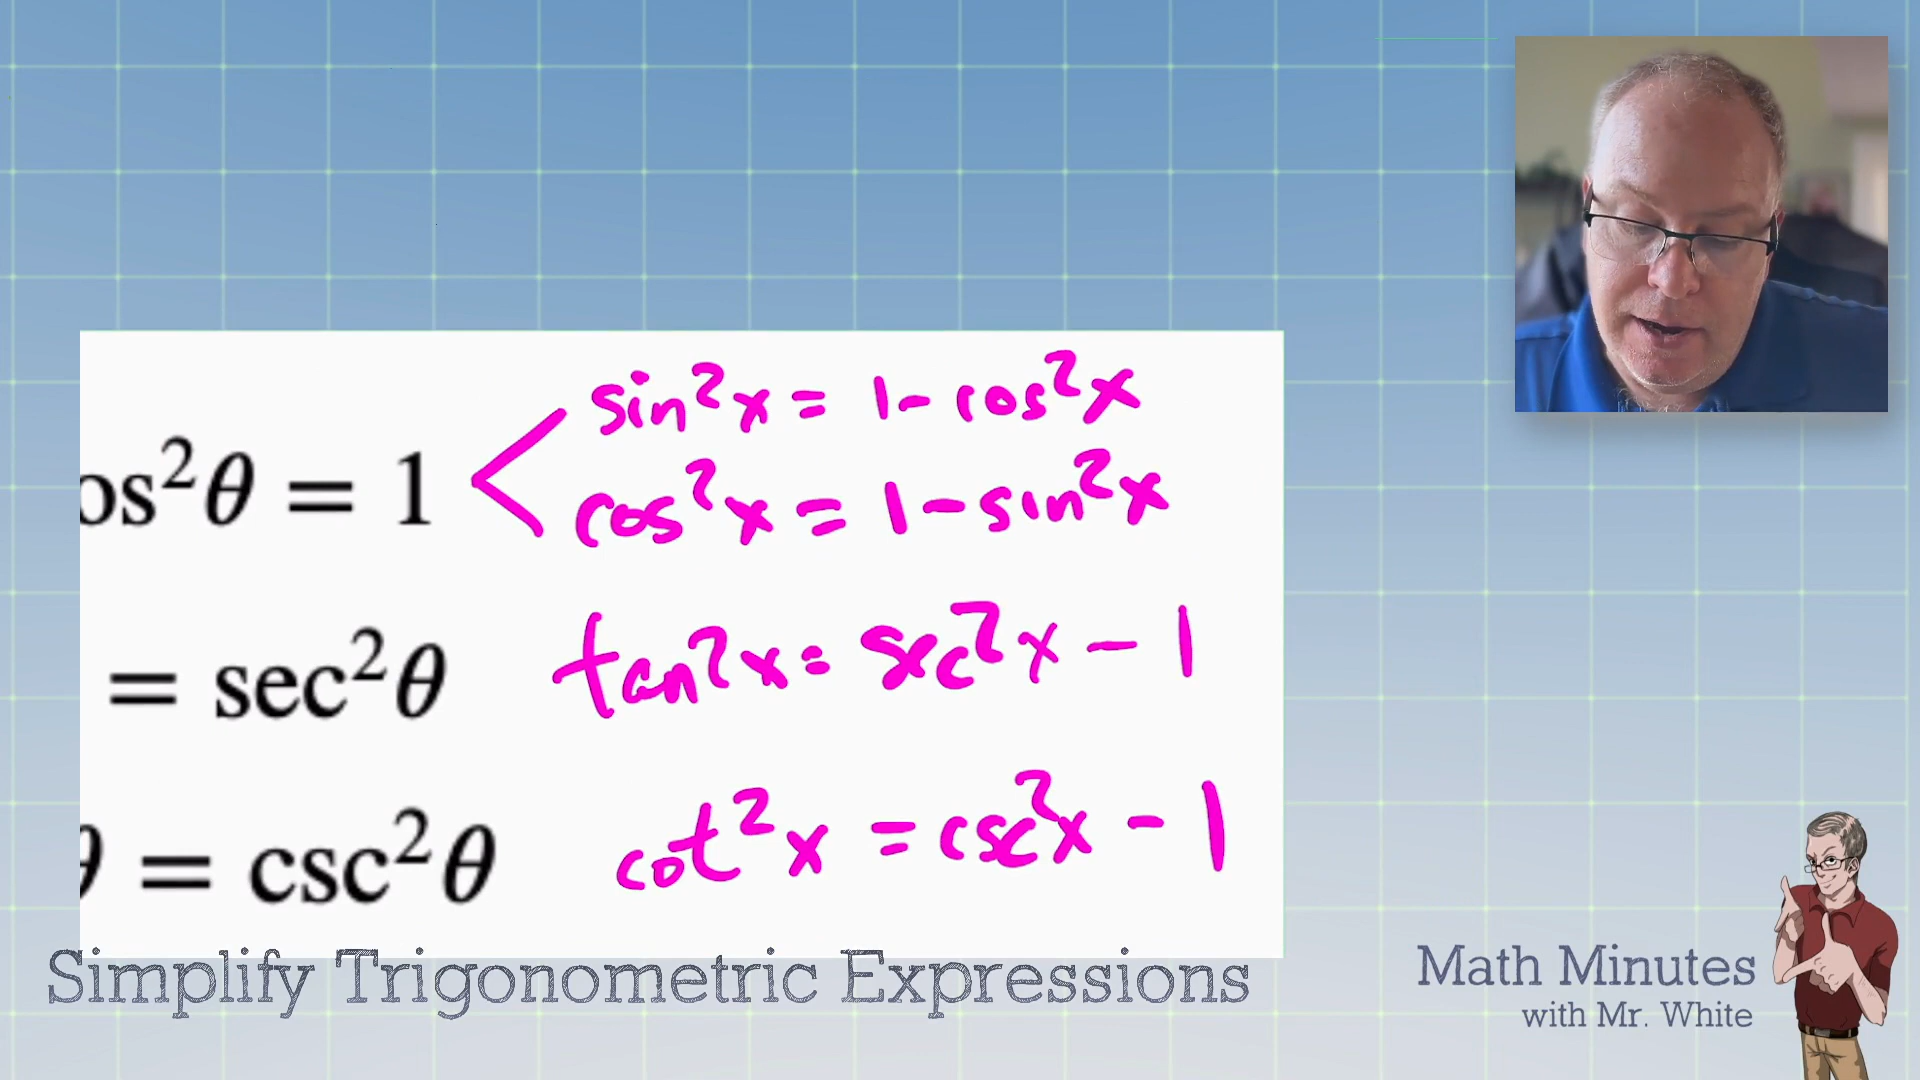 sin²x = 1 - cos²x
os²θ = 1
cos²x = 1 - sin²x
= sec²θ
tan²x = sec²x - 1
θ = csc²θ
cot²x = csc²x - 1
Simplify Trigonometric Expressions
Math Minutes
with Mr. White